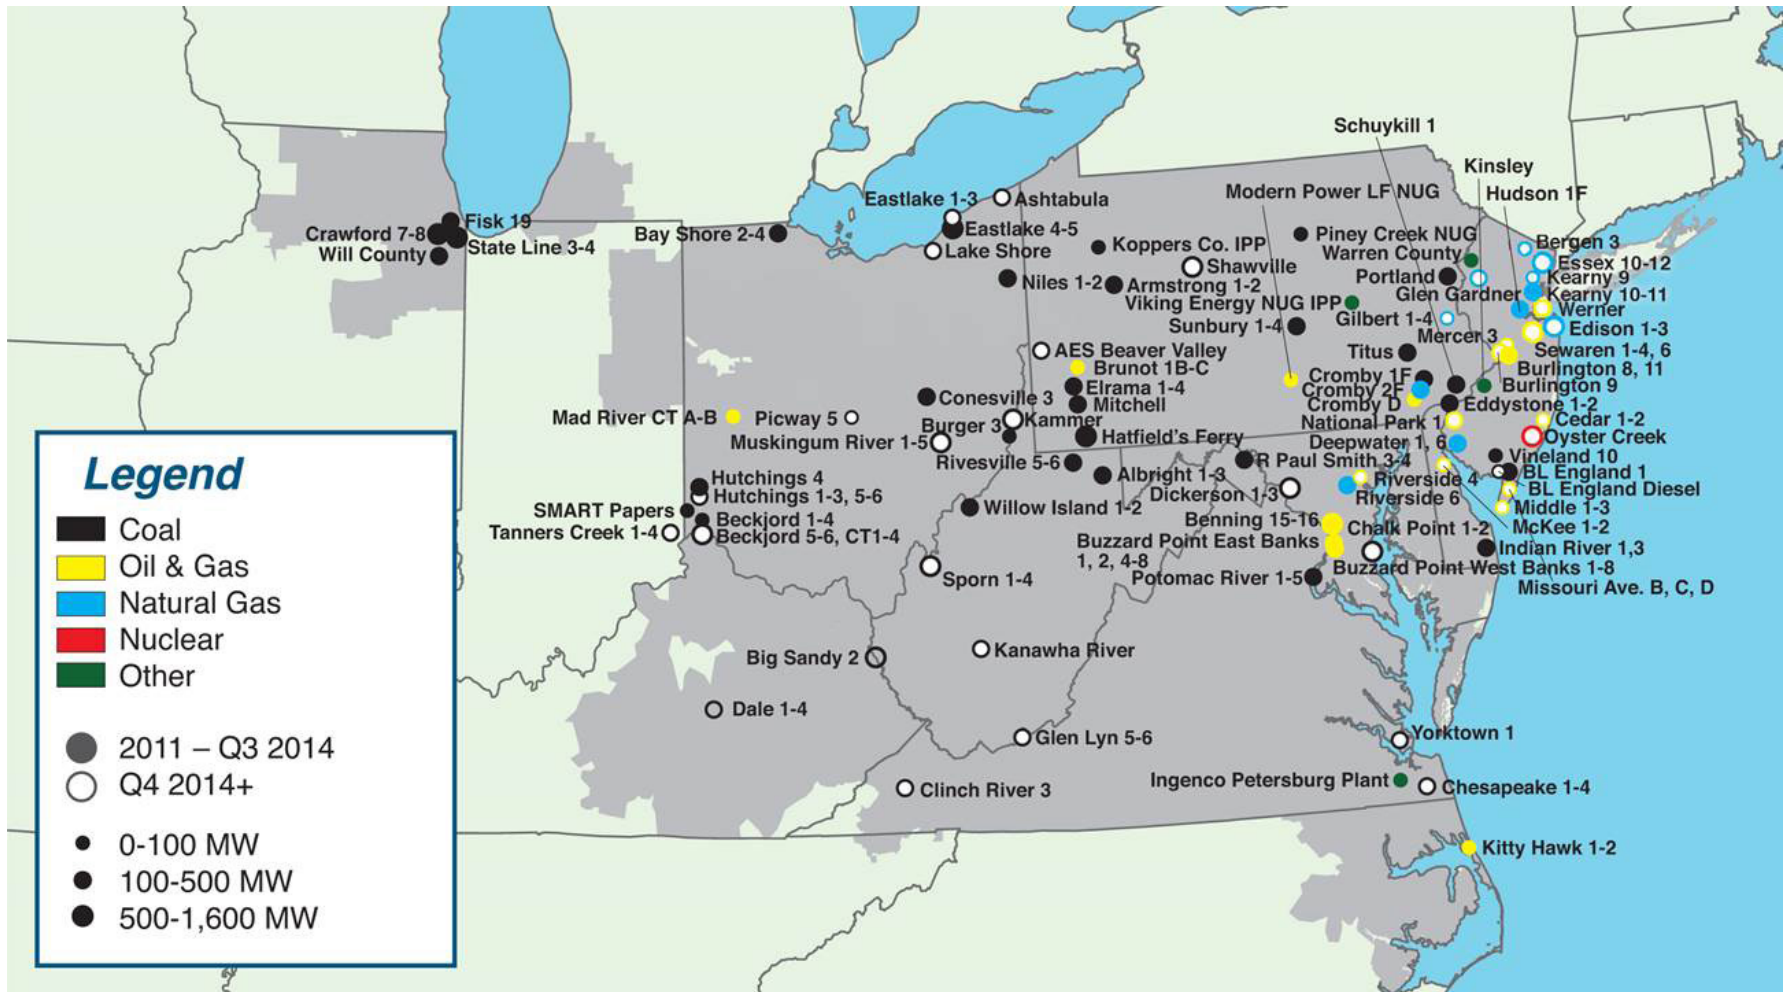 Schuykill 1
Kinsley
Modern Power LF NUG
Hudson 1F
Eastlake 1-3
Ashtabula
Fisk 19
Crawford 7-8
State Line 3-4
Will County
Bay Shore 2-4
Eastlake 4-5
Lake Shore
Koppers Co. IPP
Piney Creek NUG
Bergen 3
Warren County
Shawville
Essex 10-12
Portland
Kearny 9
Niles 1-2
Armstrong 1-2
Glen Gardner
Kearny 10-11
Viking Energy NUG IPP
Werner
Gilbert 1-4
Sunbury 1-4
Edison 1-3
Mercer 3
AES Beaver Valley
Titus
Sewaren 1-4, 6
Brunot 1B-C
Burlington 8, 11
Cromby 1F
Elrama 1-4
Cromby 2F
Burlington 9
Conesville 3
Mitchell
Cromby D
Eddystone 1-2
Mad River CT A-B
Picway 5
Kammer
National Park 1
Cedar 1-2
Burger 3
Muskingum River 1-5
Hatfield's Ferry
Deepwater 1, 6
Oyster Creek
Rivesville 5-6
R Paul Smith 3-4
Vineland 10
Albright 1-3
BL England 1
Hutchings 4
Riverside 4
BL England Diesel
Hutchings 1-3, 5-6
Dickerson 1-3
Riverside 6
Middle 1-3
SMART Papers
Willow Island 1-2
Beckjord 1-4
Benning 15-16
Chalk Point 1-2
McKee 1-2
Tanners Creek 1-4
Beckjord 5-6, CT1-4
Buzzard Point East Banks
1, 2, 4-8
Indian River 1,3
Buzzard Point West Banks 1-8
Sporn 1-4
Potomac River 1-5
Missouri Ave. B, C, D
Big Sandy 2
Kanawha River
Dale 1-4
Glen Lyn 5-6
Yorktown 1
Ingenco Petersburg Plant
Clinch River 3
Chesapeake 1-4
Kitty Hawk 1-2
Legend
Coal
Oil & Gas
Natural Gas
Nuclear
Other
2011 – Q3 2014
Q4 2014+
0-100 MW
100-500 MW
500-1,600 MW